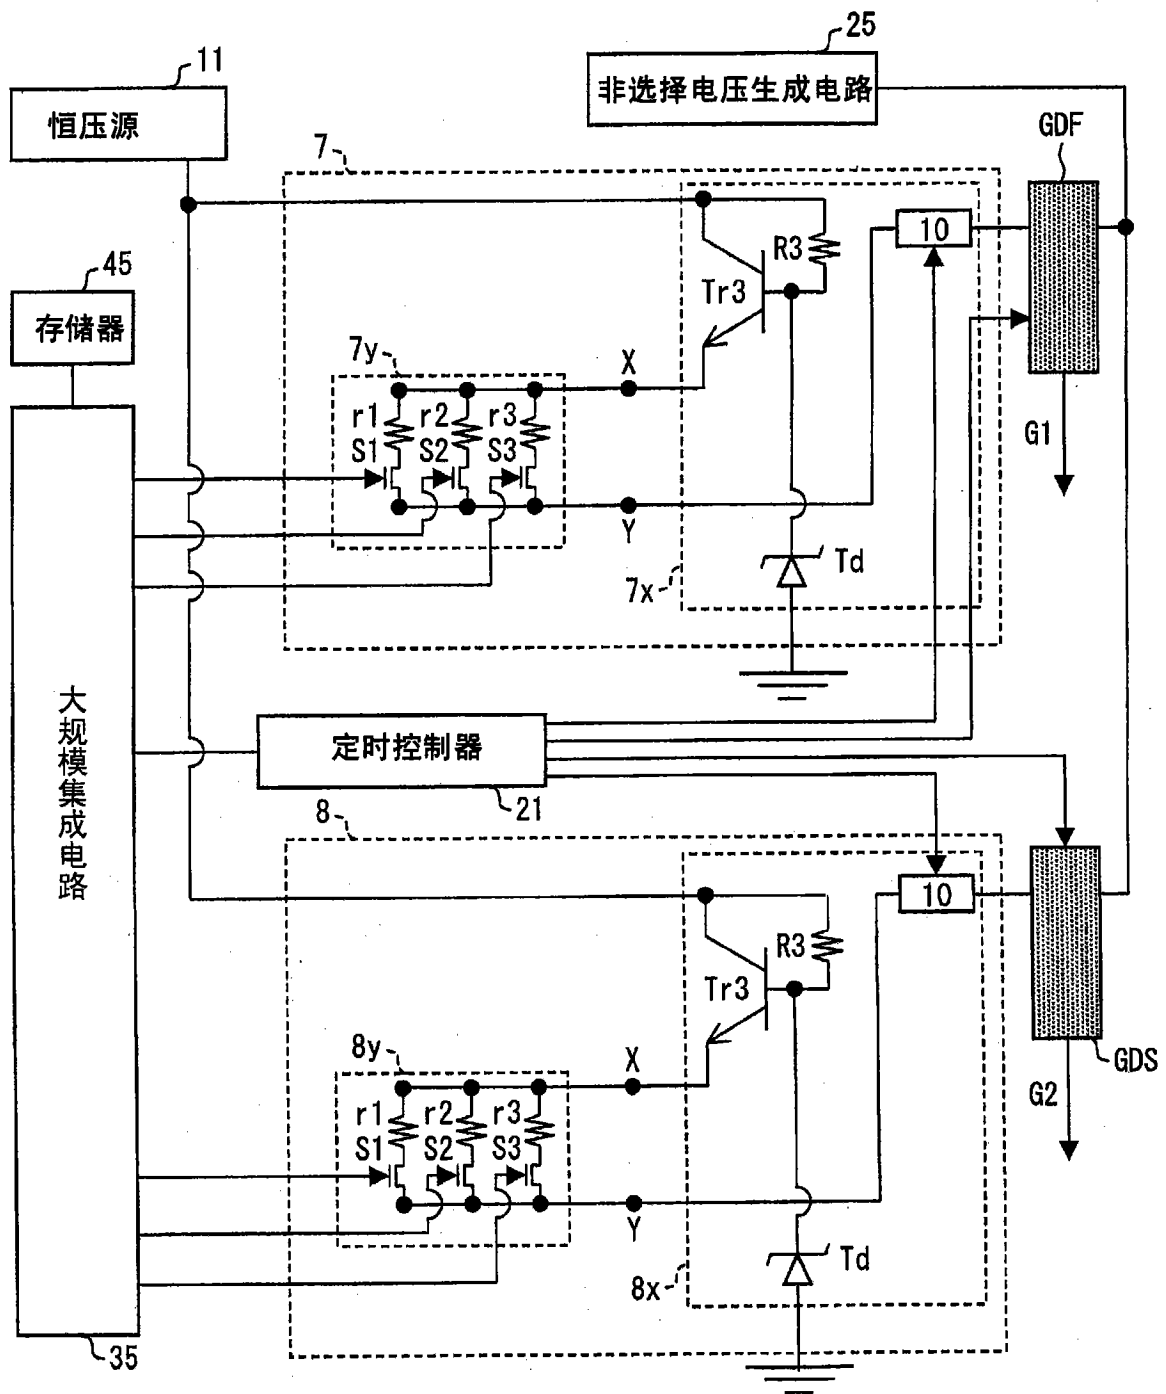 25
11
非选择电压生成电路
恒压源
GDF
7
10
R3
Tr3
45
存储器
7y
X
r1
r2
r3
S1
S2
S3
G1
Y
Td
7x
大规模集成电路
定时控制器
21
8
10
R3
Tr3
GDS
8y
X
r1
r2
r3
S1
S2
S3
G2
Y
Td
8x
35